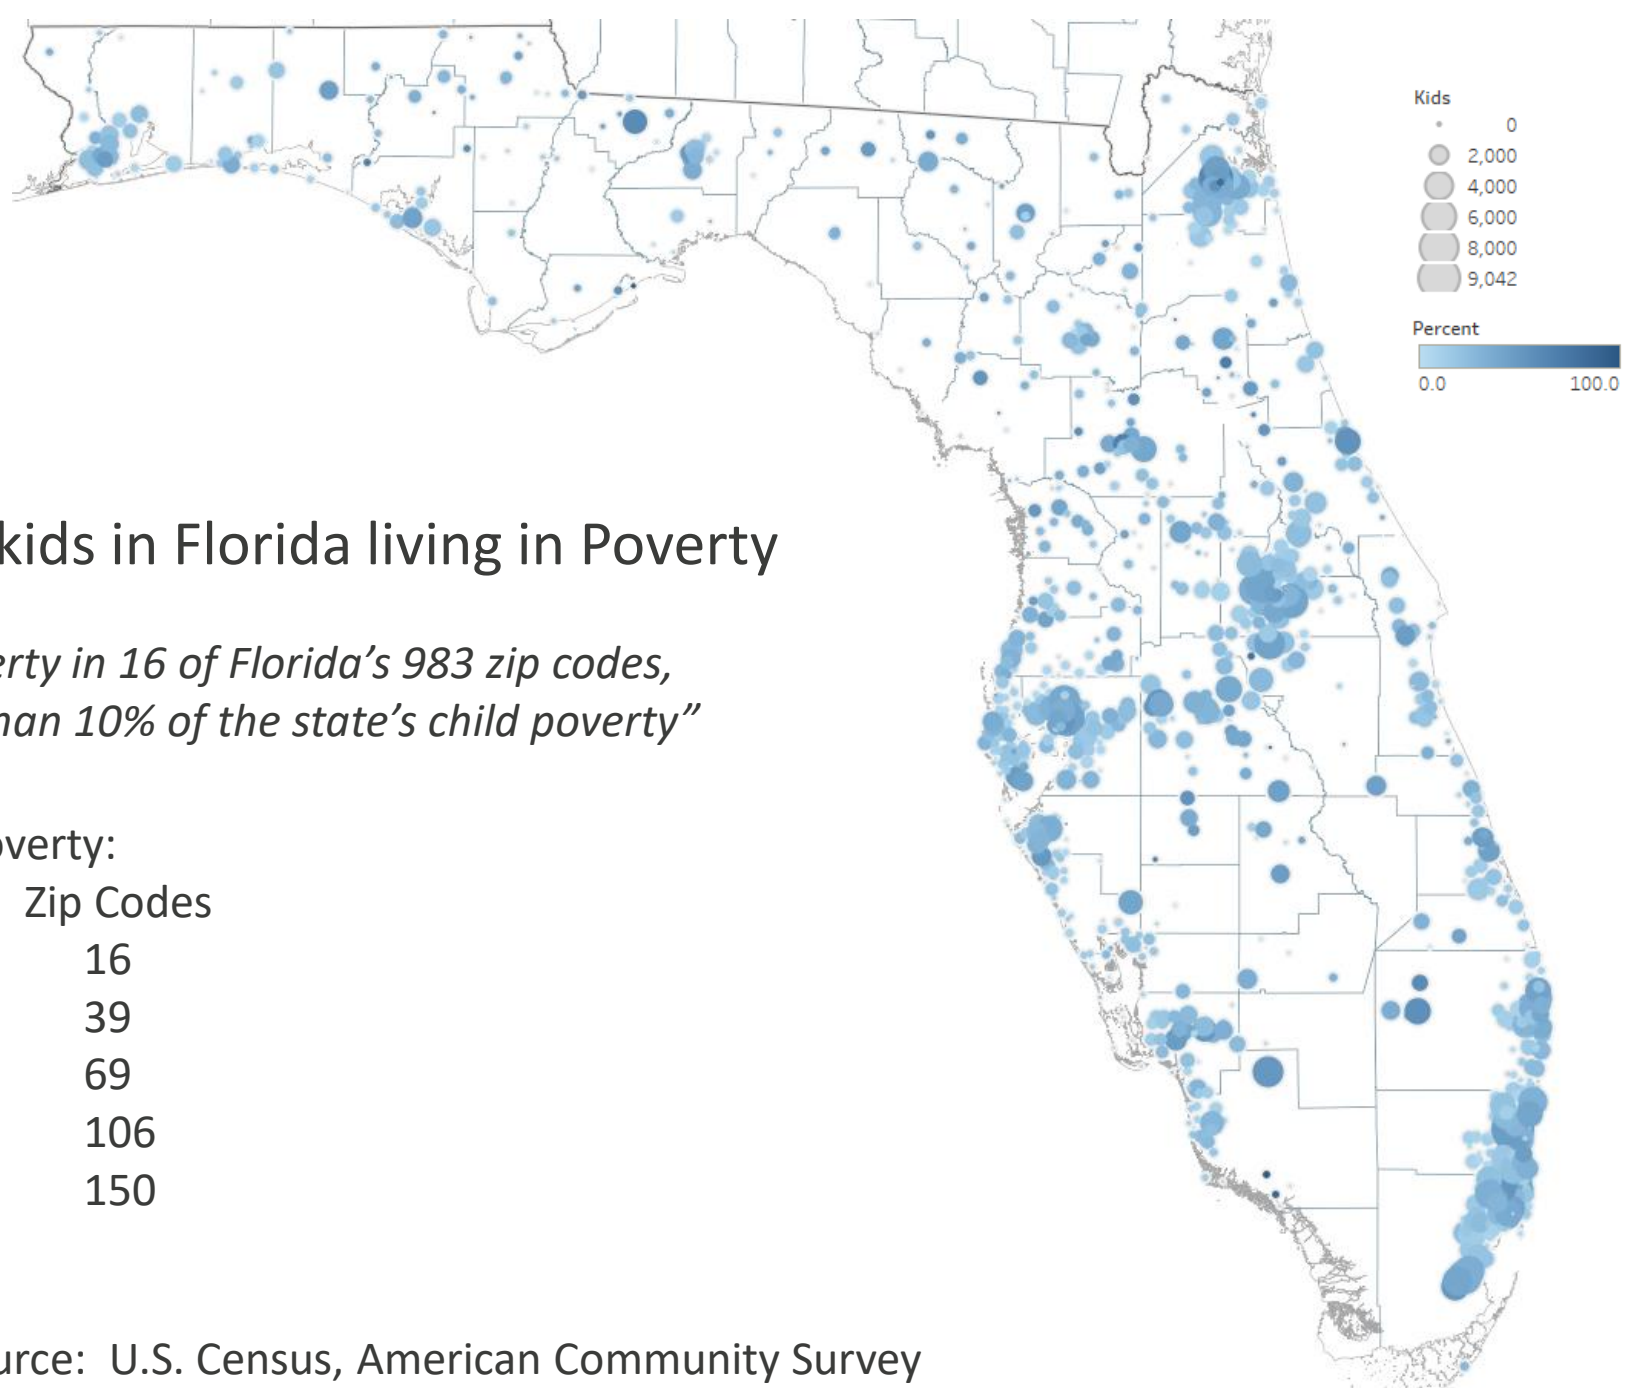 Kids
0
2,000
4,000
6,000
8,000
9,042
Percent
0.0 100.0
kids in Florida living in Poverty
erty in 16 of Florida’s 983 zip codes,
han 10% of the state’s child poverty”
overty:
Zip Codes
16
39
69
106
150
urce: U.S. Census, American Community Survey